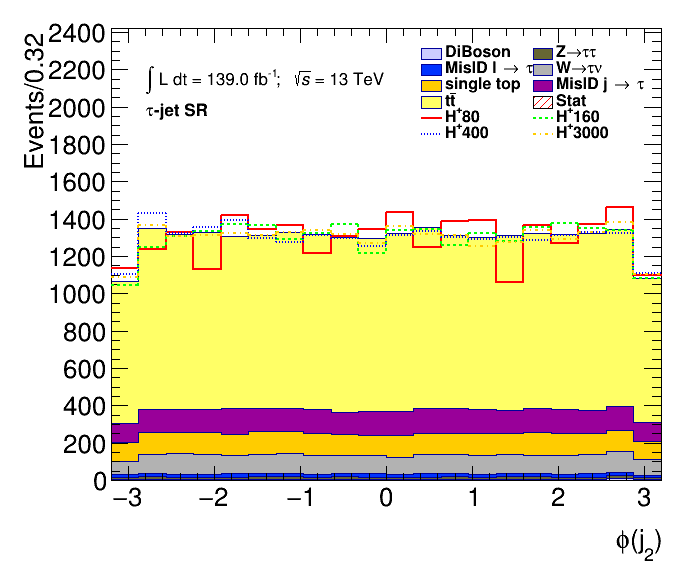 Events/0.32
2400
2200
2000
1800
1600
1400
1200
1000
800
600
400
200
0
∫ L dt = 139.0 fb⁻¹; √s = 13 TeV
τ-jet SR
DiBoson Z→ττ
MisID l → τ W→τν
single top MisID j → τ
tt̄ Stat
H⁺80 H⁺160
H⁺400 H⁺3000
−3 −2 −1 0 1 2 3
ϕ(j₂)